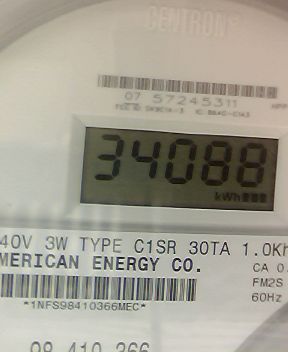 CENTRON®
07 57245311
34088
kWh
40V 3W TYPE C1SR 30TA 1.0Kh
MERICAN ENERGY CO.
CA 0.
FM2S
60Hz
*1NFS98410366MEC*
98 410 366